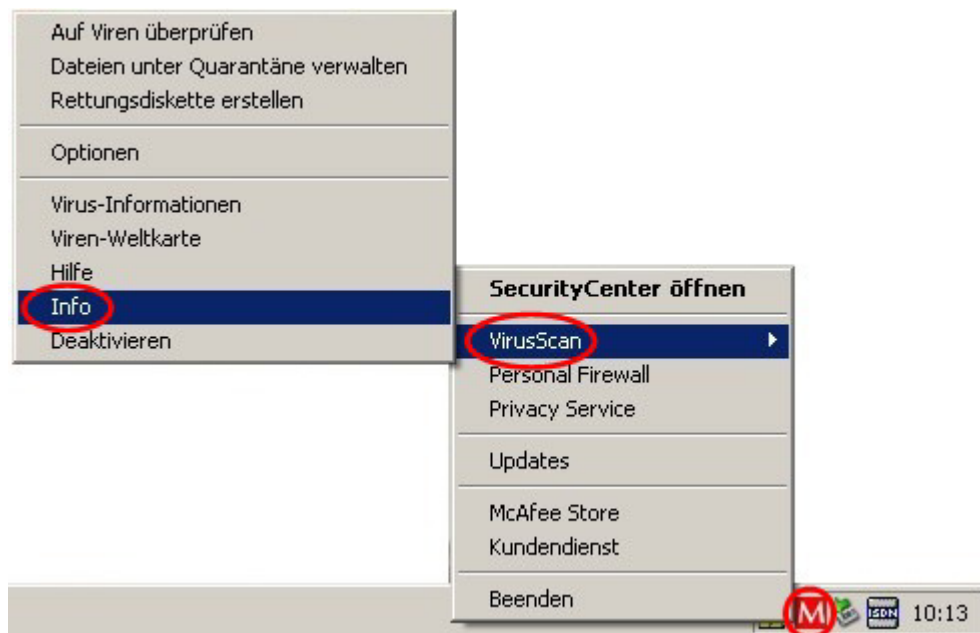 Auf Viren überprüfen
Dateien unter Quarantäne verwalten
Rettungsdiskette erstellen
Optionen
Virus-Informationen
Viren-Weltkarte
Hilfe
Info
Deaktivieren
SecurityCenter öffnen
VirusScan
Personal Firewall
Privacy Service
Updates
McAfee Store
Kundendienst
Beenden
M
ISDN
10:13